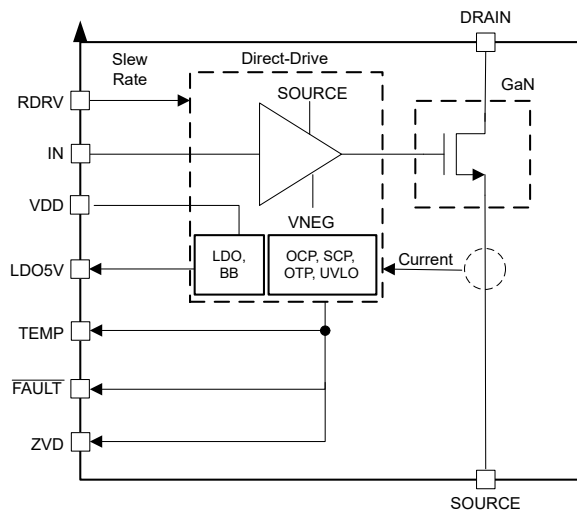 DRAIN
Slew
Rate
Direct-Drive
GaN
RDRV
SOURCE
IN
VDD
VNEG
LDO,
BB
OCP, SCP,
OTP, UVLO
Current
LDO5V
TEMP
FAULT
ZVD
SOURCE